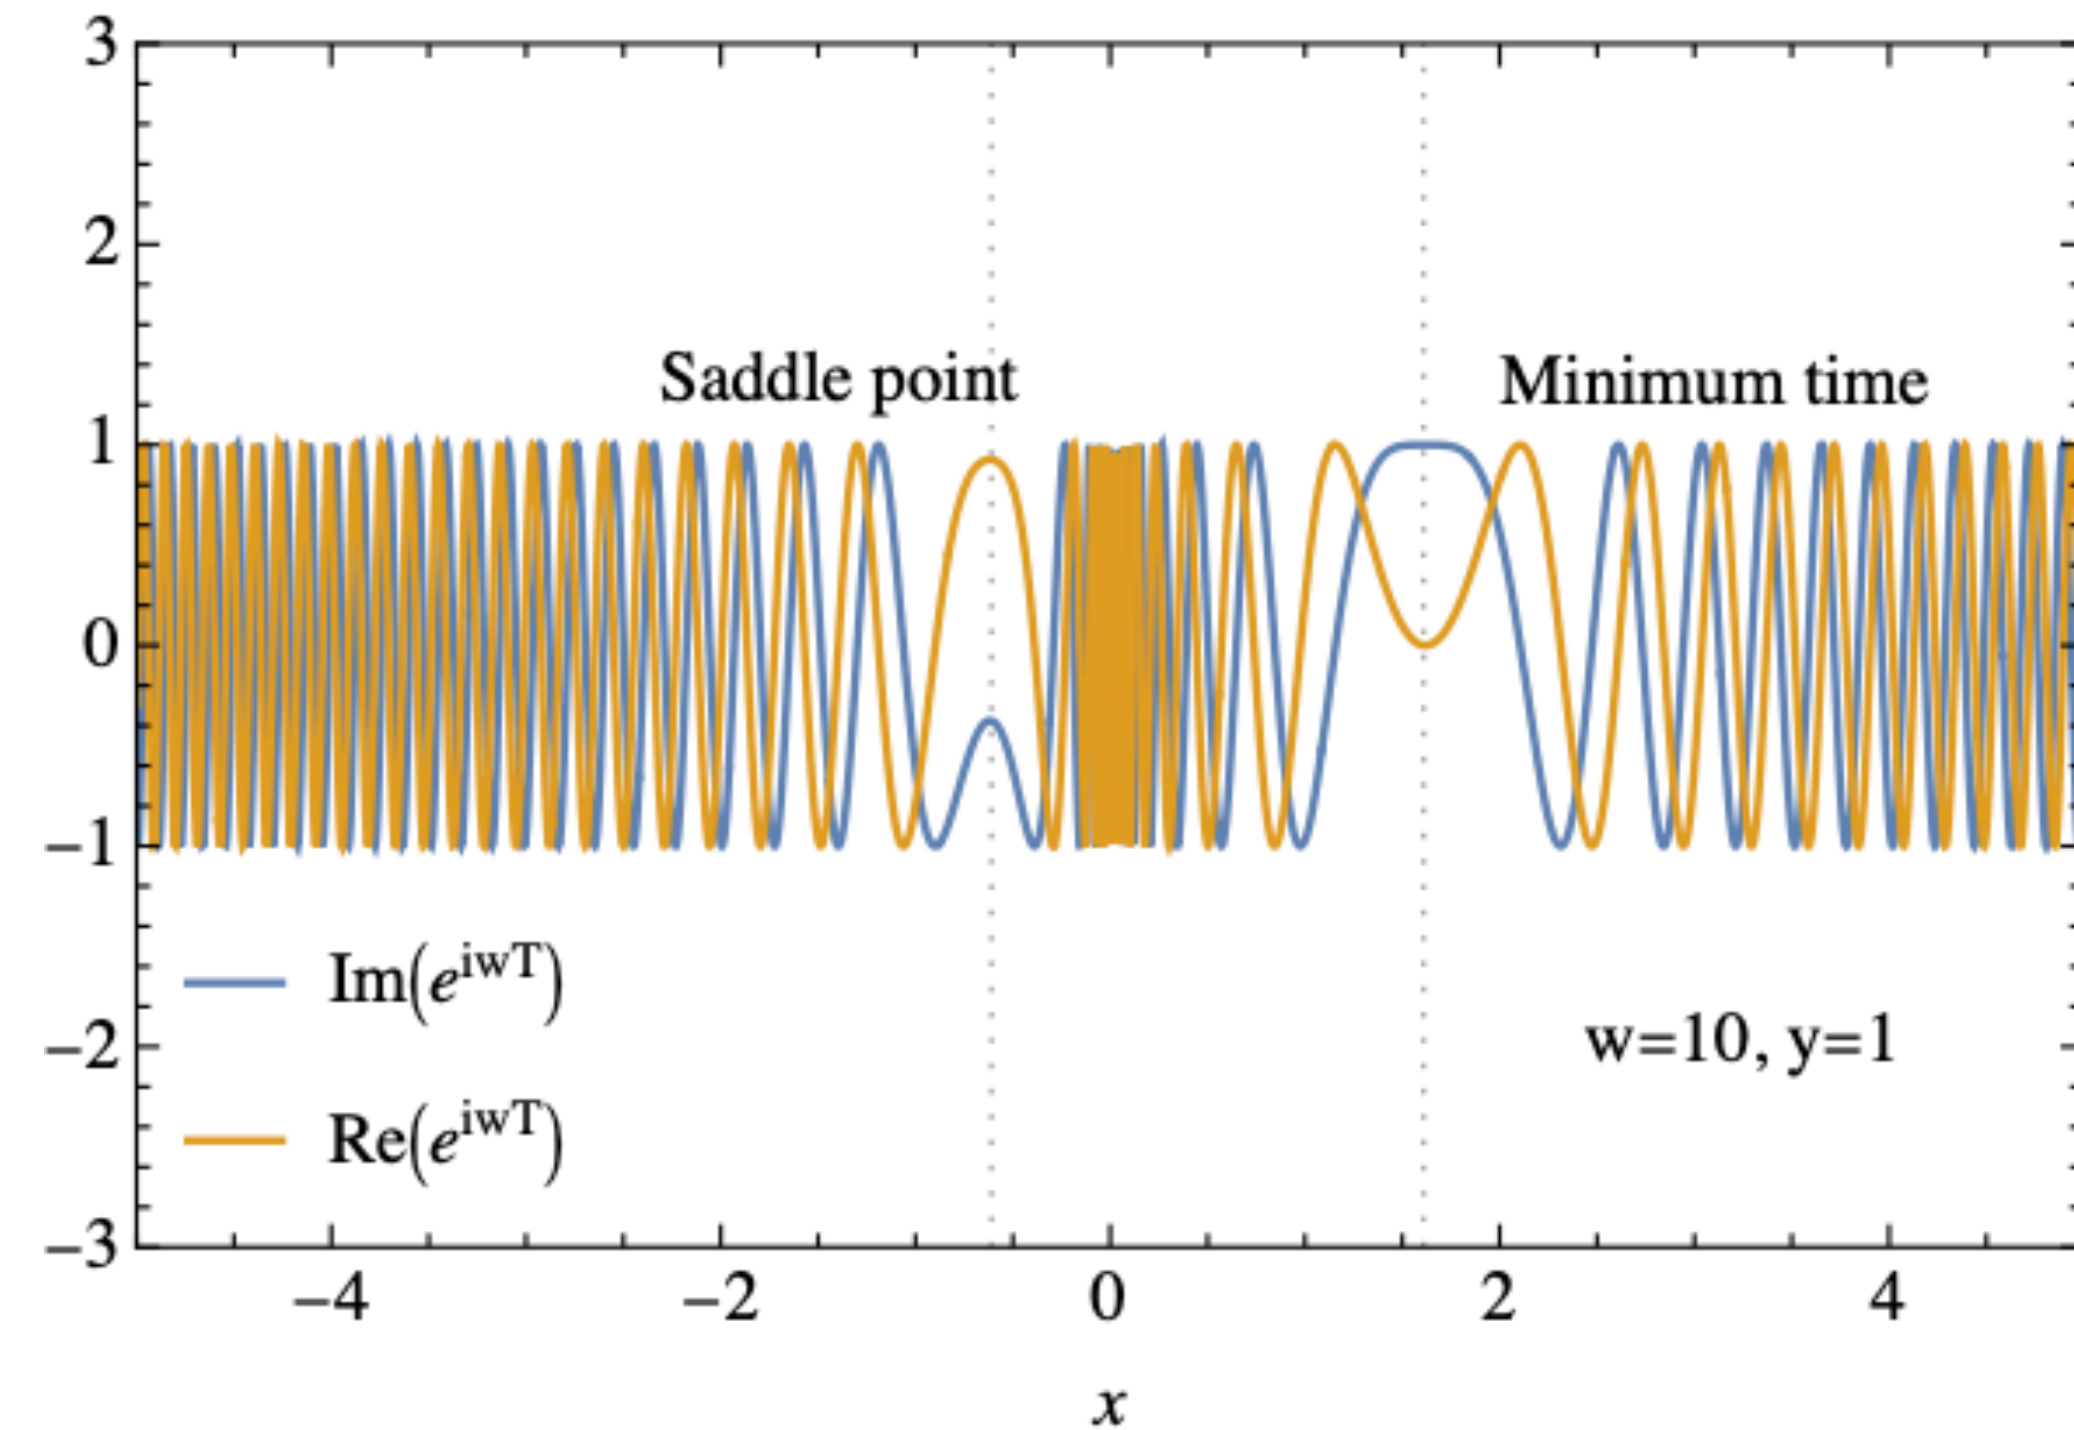 3
2
1
0
−1
−2
−3
Saddle point
Minimum time
Im(e^{iwT})
Re(e^{iwT})
w=10, y=1
−4 −2 0 2 4
x